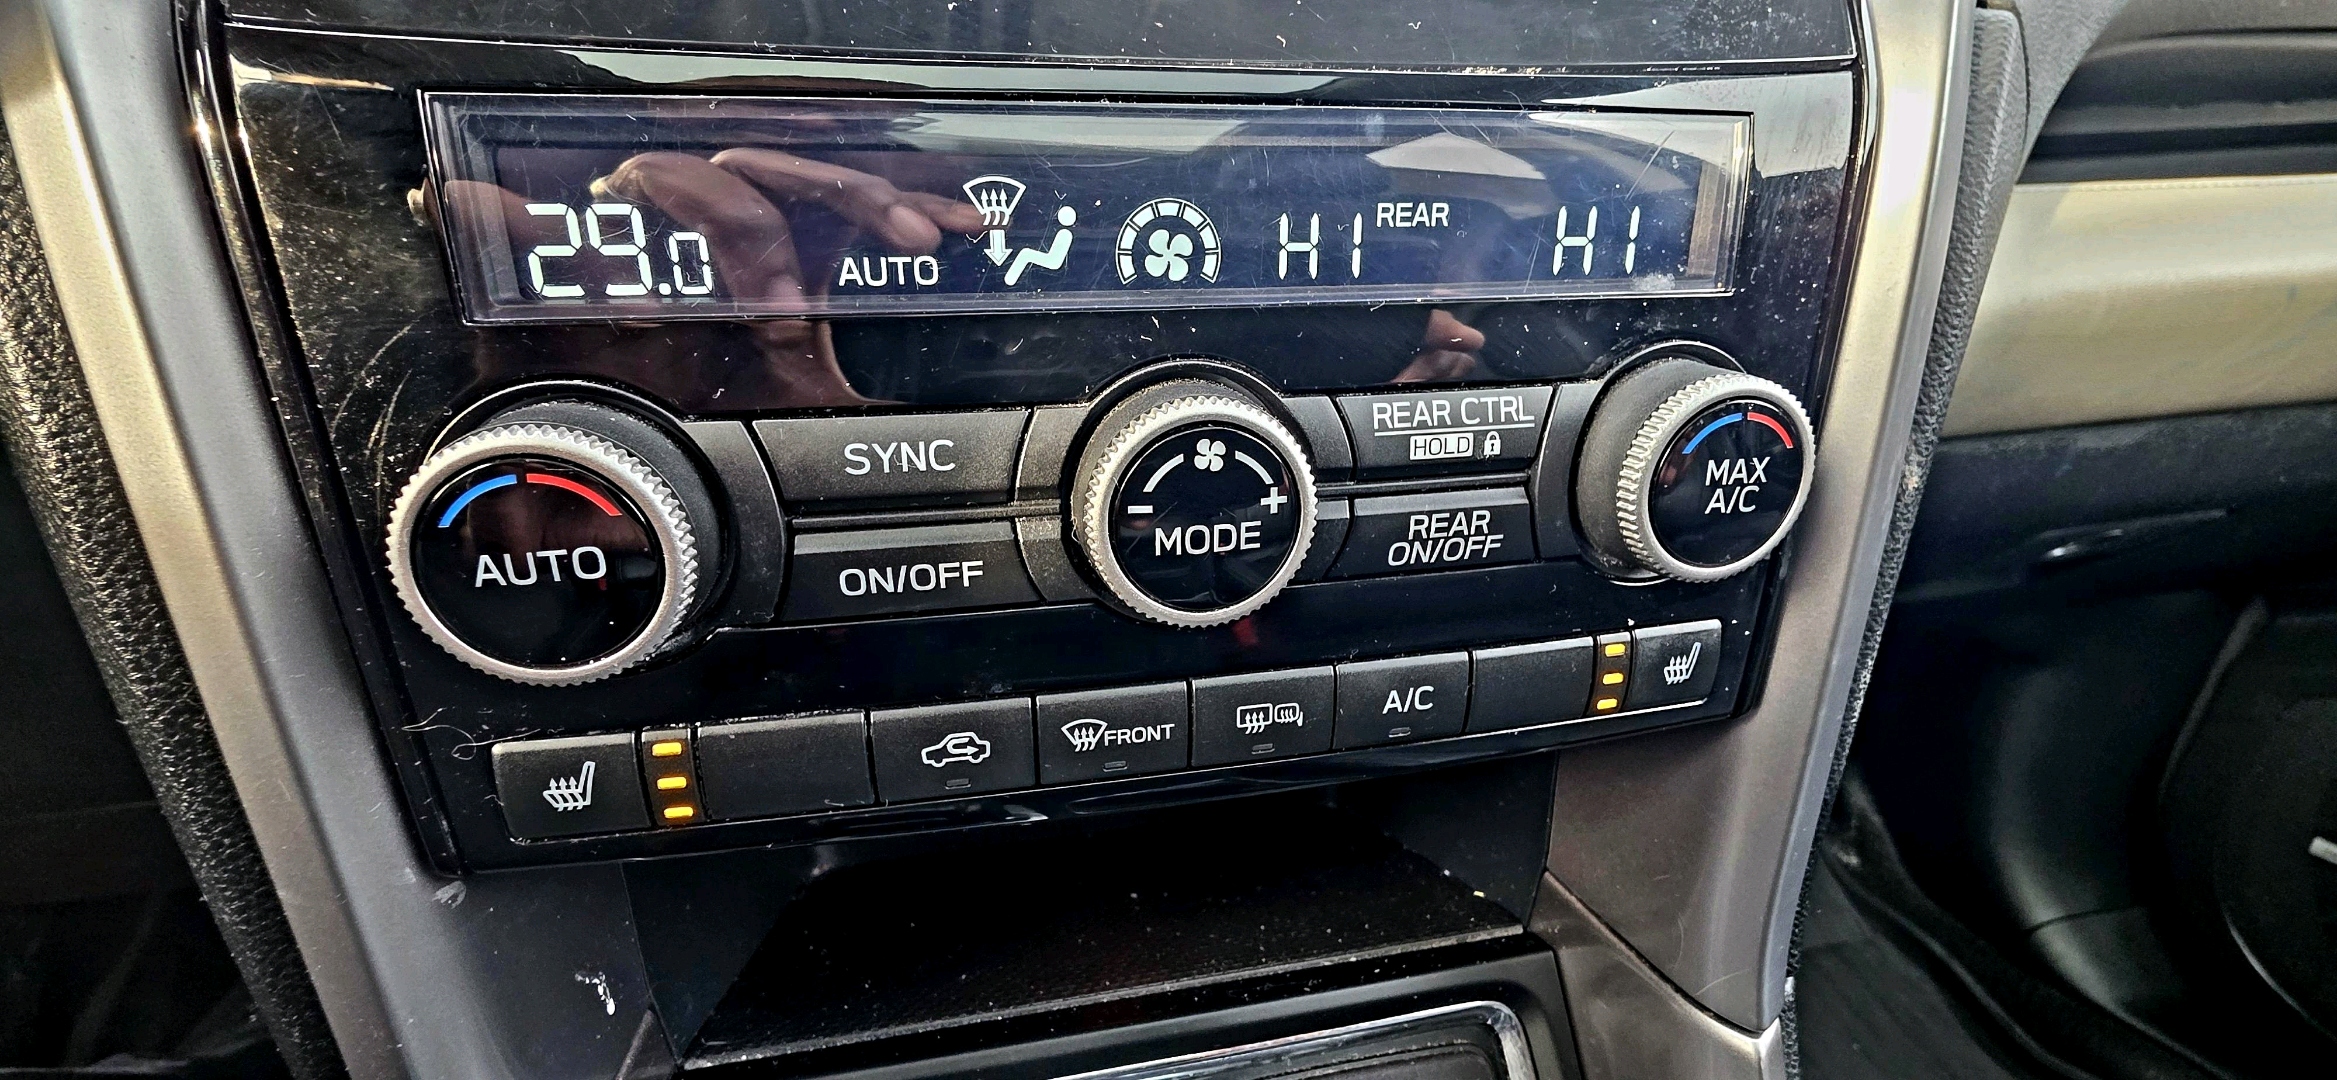 29.0 AUTO HI REAR HI
AUTO
SYNC
ON/OFF
- +
MODE
REAR CTRL
HOLD
REAR
ON/OFF
MAX
A/C
FRONT
A/C